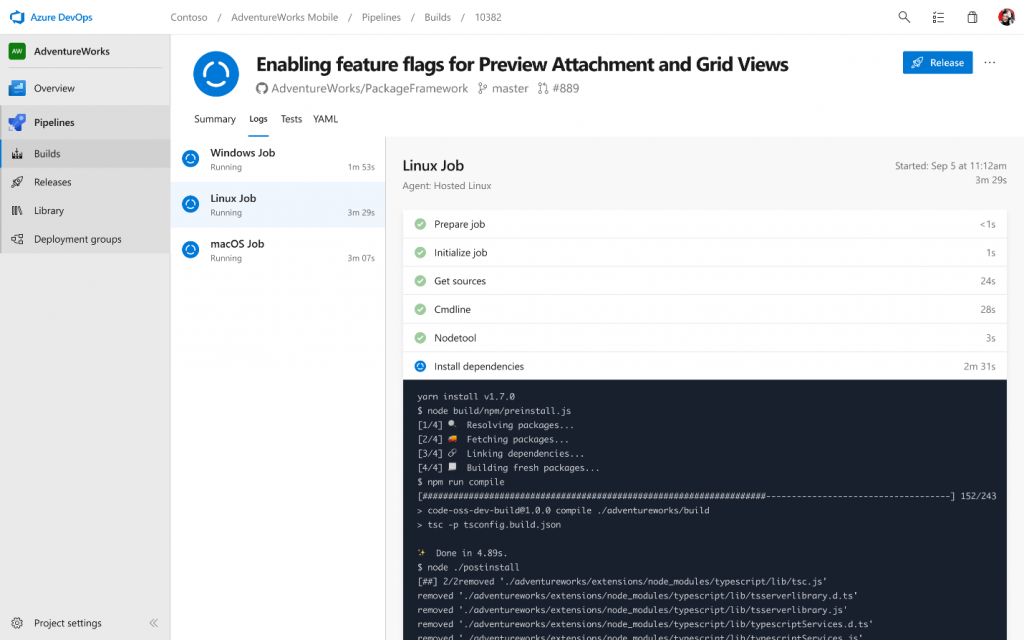 Azure DevOps
Contoso / AdventureWorks Mobile / Pipelines / Builds / 10382
AW AdventureWorks
Overview
Pipelines
Builds
Releases
Library
Deployment groups
Project settings
Enabling feature flags for Preview Attachment and Grid Views
AdventureWorks/PackageFramework master #889
Release
Summary Logs Tests YAML
Windows Job
Running 1m 53s
Linux Job
Running 3m 29s
macOS Job
Running 3m 07s
Linux Job
Agent: Hosted Linux
Started: Sep 5 at 11:12am
3m 29s
Prepare job <1s
Initialize job 1s
Get sources 24s
Cmdline 28s
Nodetool 3s
Install dependencies 2m 31s
yarn install v1.7.0
$ node build/npm/preinstall.js
[1/4] 🔍 Resolving packages...
[2/4] 🚚 Fetching packages...
[3/4] 🔗 Linking dependencies...
[4/4] 📃 Building fresh packages...
$ npm run compile
[###################################################################------------------------------------] 152/243
> code-oss-dev-build@1.0.0 compile ./adventureworks/build
> tsc -p tsconfig.build.json
✨ Done in 4.89s.
$ node ./postinstall
[##] 2/2removed './adventureworks/extensions/node_modules/typescript/lib/tsc.js'
removed './adventureworks/extensions/node_modules/typescript/lib/tsserverlibrary.d.ts'
removed './adventureworks/extensions/node_modules/typescript/lib/tsserverlibrary.js'
removed './adventureworks/extensions/node_modules/typescript/lib/typescriptServices.d.ts'
removed './adventureworks/extensions/node_modules/typescript/lib/typescriptServices.js'